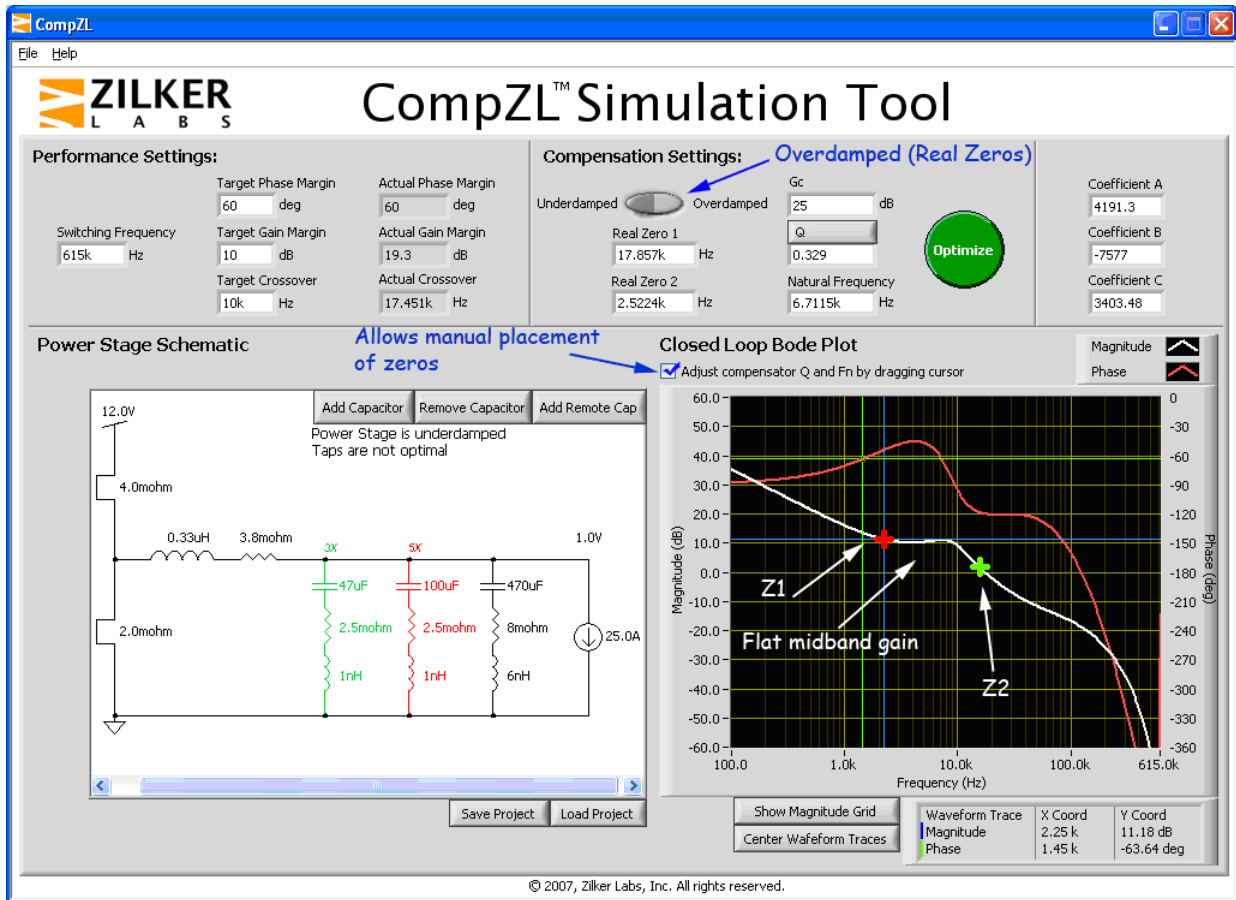 CompZL
File Help
ZILKER
LABS
CompZL™ Simulation Tool
Performance Settings:
Target Phase Margin
60 deg
Actual Phase Margin
60 deg
Switching Frequency
615k Hz
Target Gain Margin
10 dB
Actual Gain Margin
19.3 dB
Target Crossover
10k Hz
Actual Crossover
17.451k Hz
Compensation Settings:
Overdamped (Real Zeros)
Underdamped Overdamped
Gc
25 dB
Real Zero 1
17.857k Hz
Q
0.329
Real Zero 2
2.5224k Hz
Natural Frequency
6.7115k Hz
Optimize
Coefficient A
4191.3
Coefficient B
-7577
Coefficient C
3403.48
Power Stage Schematic
Allows manual placement
of zeros
Add Capacitor Remove Capacitor Add Remote Cap
Power Stage is underdamped
Taps are not optimal
12.0V
4.0mohm
0.33uH 3.8mohm 3X 5X 1.0V
47uF 100uF 470uF
2.0mohm 2.5mohm 2.5mohm 8mohm 25.0A
1nH 1nH 6nH
Save Project Load Project
Closed Loop Bode Plot
Adjust compensator Q and Fn by dragging cursor
Magnitude
Phase
60.0
50.0
40.0
30.0
20.0
10.0
0.0
-10.0
-20.0
-30.0
-40.0
-50.0
-60.0
Magnitude (dB)
Z1
Flat midband gain
Z2
0
-30
-60
-90
-120
-150
-180
-210
-240
-270
-300
-330
-360
Phase (deg)
100.0 1.0k 10.0k 100.0k 615.0k
Frequency (Hz)
Show Magnitude Grid
Center Wafeform Traces
Waveform Trace X Coord Y Coord
Magnitude 2.25 k 11.18 dB
Phase 1.45 k -63.64 deg
© 2007, Zilker Labs, Inc. All rights reserved.